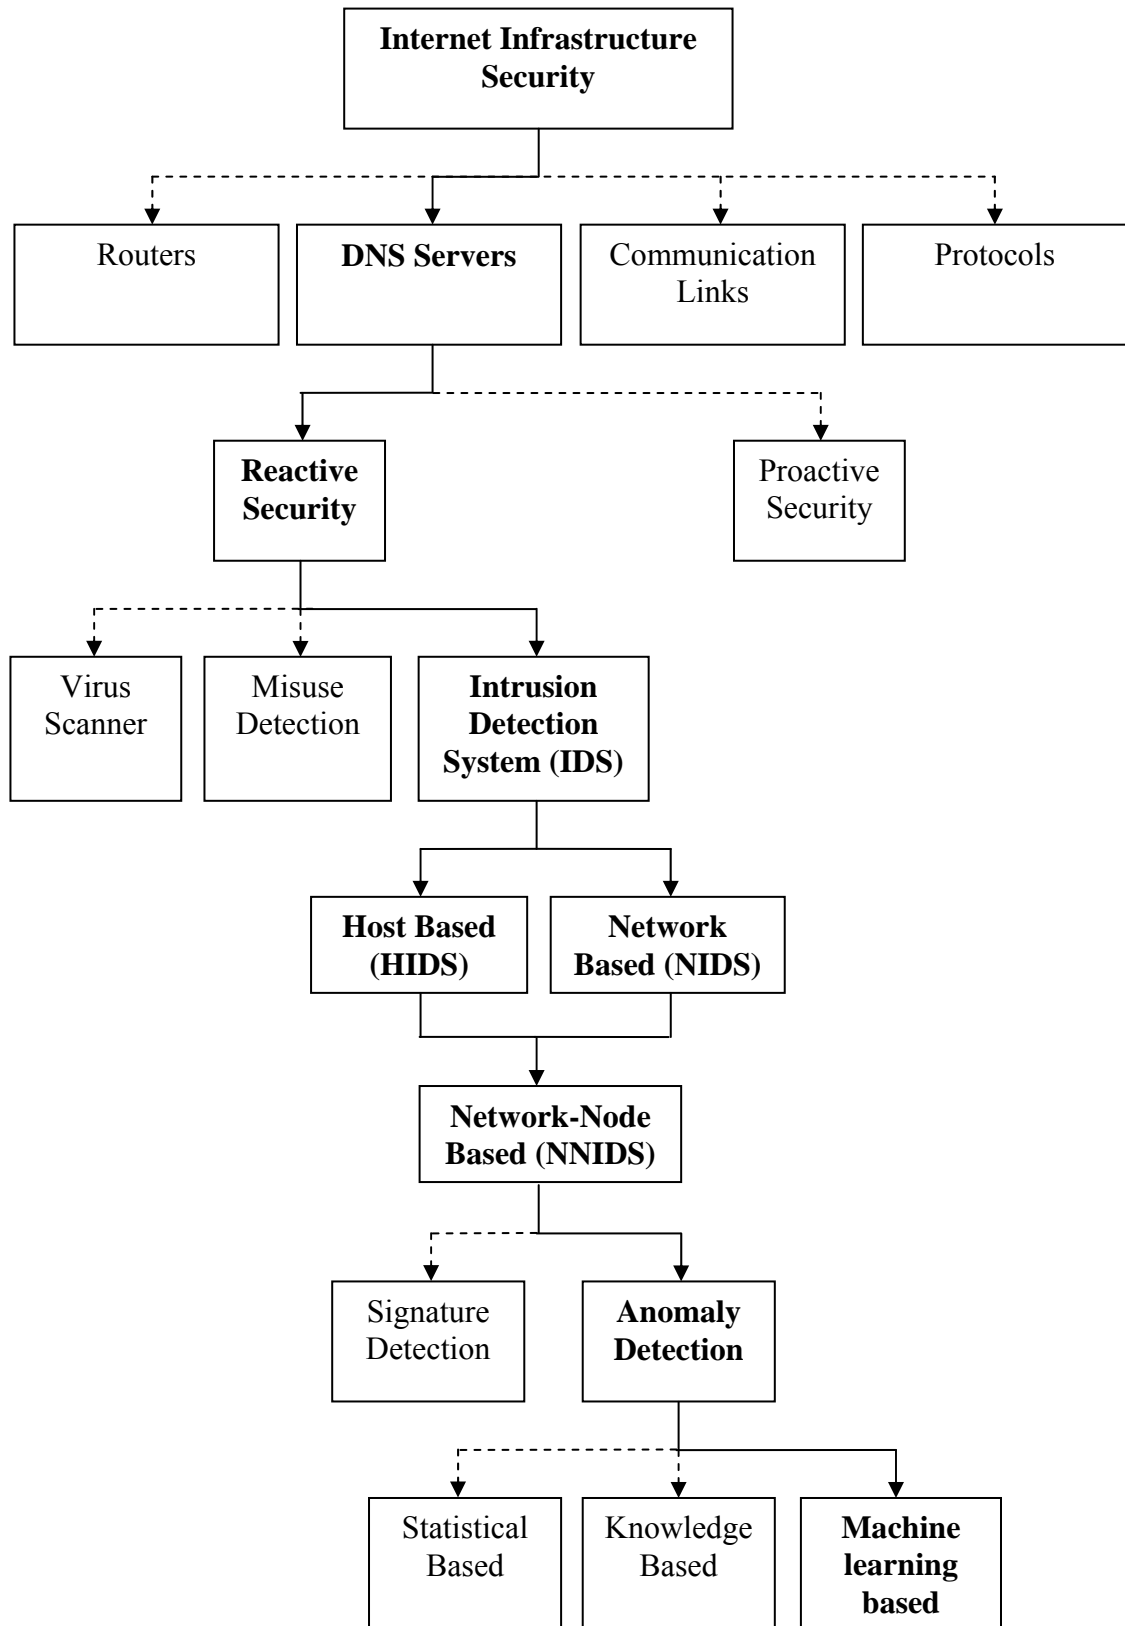 Internet Infrastructure
Security
Routers
DNS Servers
Communication
Links
Protocols
Reactive
Security
Proactive
Security
Virus
Scanner
Misuse
Detection
Intrusion
Detection
System (IDS)
Host Based
(HIDS)
Network
Based (NIDS)
Network-Node
Based (NNIDS)
Signature
Detection
Anomaly
Detection
Statistical
Based
Knowledge
Based
Machine
learning
based